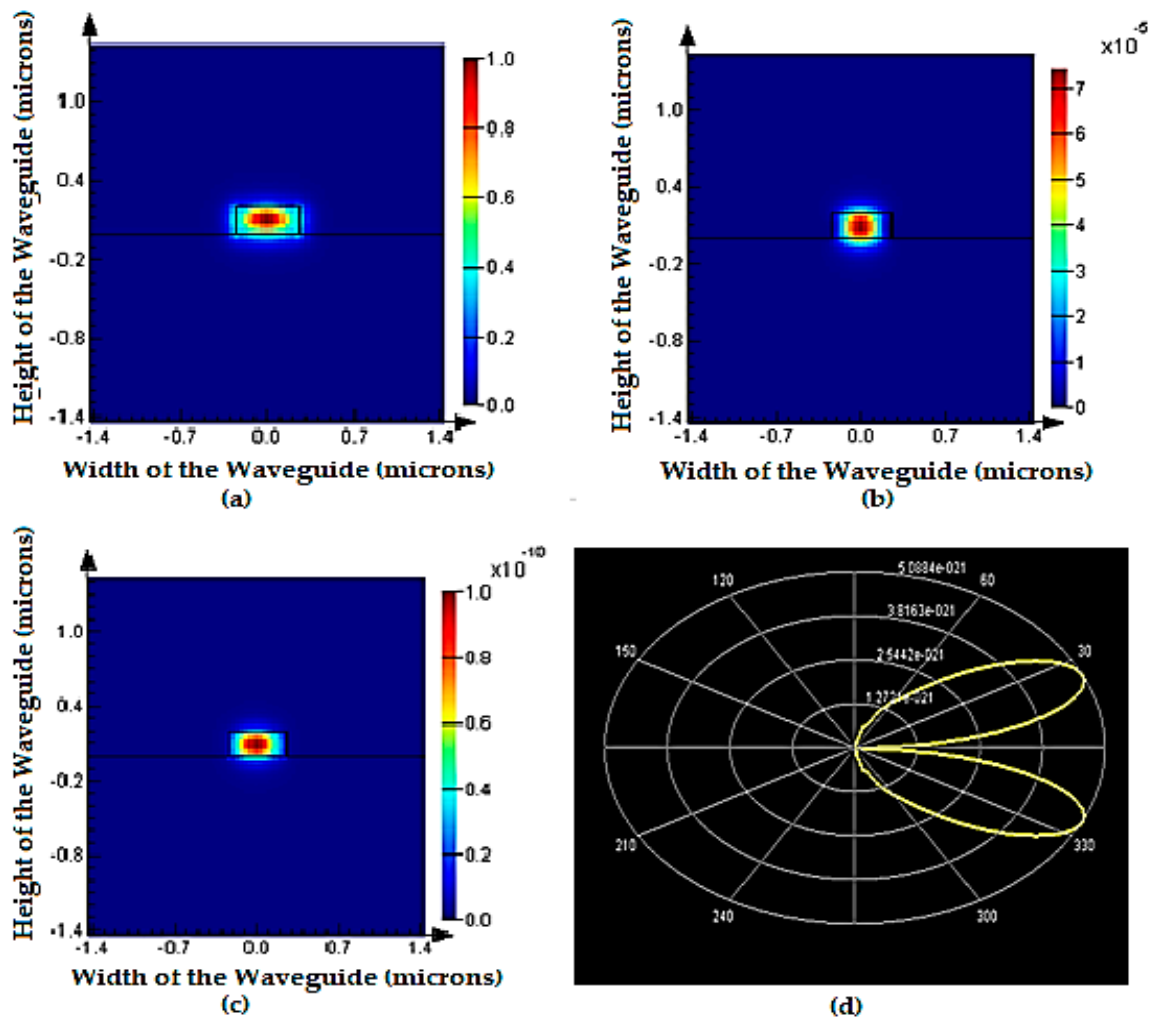 Height of the Waveguide (microns)
1.0
0.4
-0.2
-0.8
-1.4
-1.4 -0.7 0.0 0.7 1.4
1.0
0.8
0.6
0.4
0.2
0.0
Width of the Waveguide (microns)
(a)
Height of the Waveguide (microns)
1.0
0.4
-0.2
-0.8
-1.4
-1.4 -0.7 0.0 0.7 1.4
x10
7
6
5
4
3
2
1
0
Width of the Waveguide (microns)
(b)
Height of the Waveguide (microns)
1.0
0.4
-0.2
-0.8
-1.4
-1.4 -0.7 0.0 0.7 1.4
x10⁻¹⁰
1.0
0.8
0.6
0.4
0.2
0.0
Width of the Waveguide (microns)
(c)
5.0884e-021
120 60
3.8163e-021
150 2.5442e-021 30
210 330
240 300
(d)